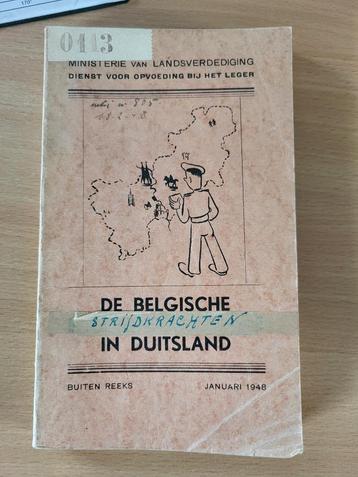 170°
0113
MINISTERIE VAN LANDSVERDEDIGING
DIENST VOOR OPVOEDING BIJ HET LEGER
DE BELGISCHE
STRIJDKRACHTEN
IN DUITSLAND
BUITEN REEKS JANUARI 1948